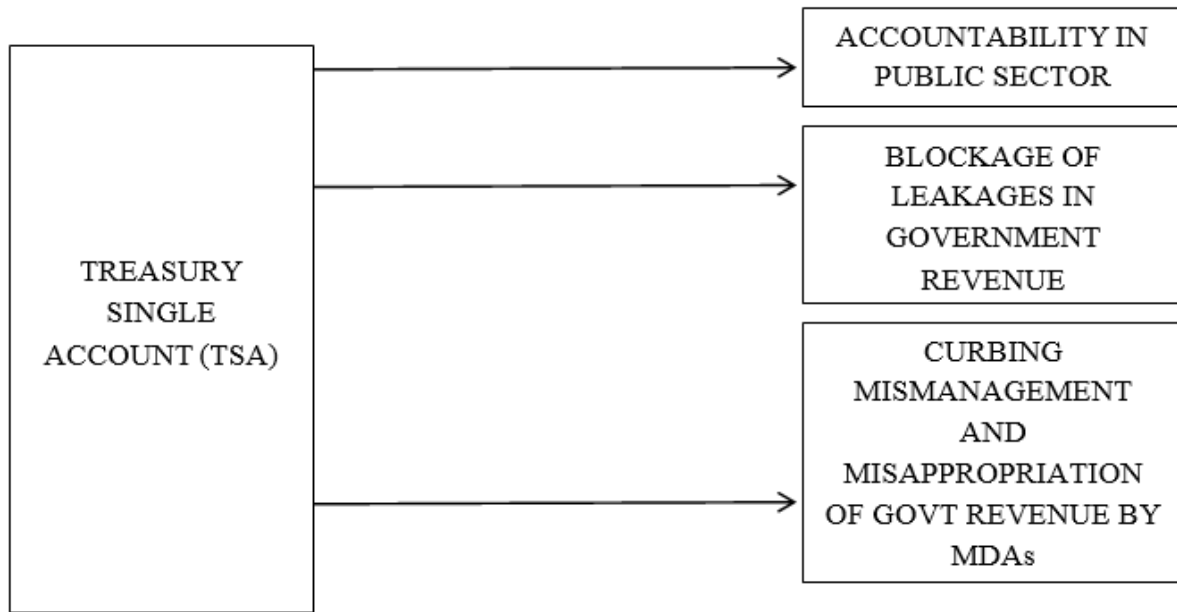 TREASURY
SINGLE
ACCOUNT (TSA)
ACCOUNTABILITY IN
PUBLIC SECTOR
BLOCKAGE OF
LEAKAGES IN
GOVERNMENT
REVENUE
CURBING
MISMANAGEMENT
AND
MISAPPROPRIATION
OF GOVT REVENUE BY
MDAs